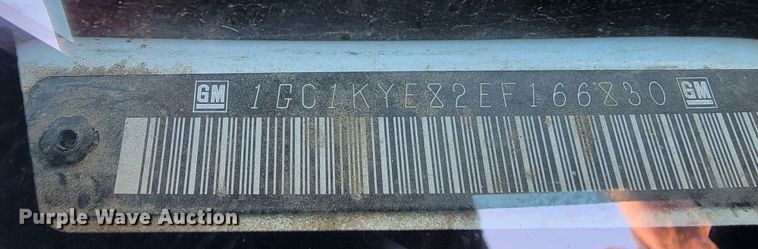 GM 1GC1KYE82EF166830 GM
Purple Wave Auction